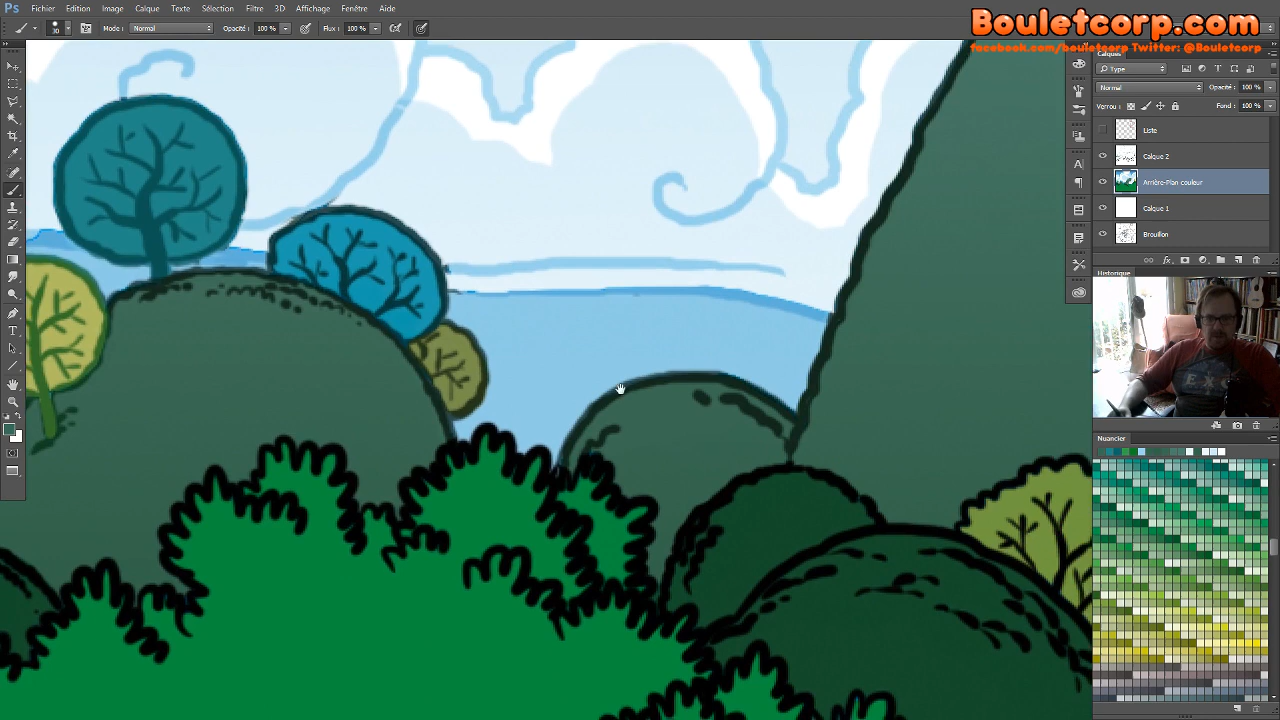 Ps Fichier Edition Image Calque Texte Sélection Filtre 3D Affichage Fenêtre Aide
30 Mode : Normal Opacité : 100 % Flux : 100 %
Bouletcorp.com
facebook.com/bouletcorp Twitter: @Bouletcorp
Calques
Type
Normal Opacité : 100 %
Verrou : Fond : 100 %
Liste
Calque 2
Arrière-Plan couleur
Calque 1
Brouillon
Historique
Nuancier